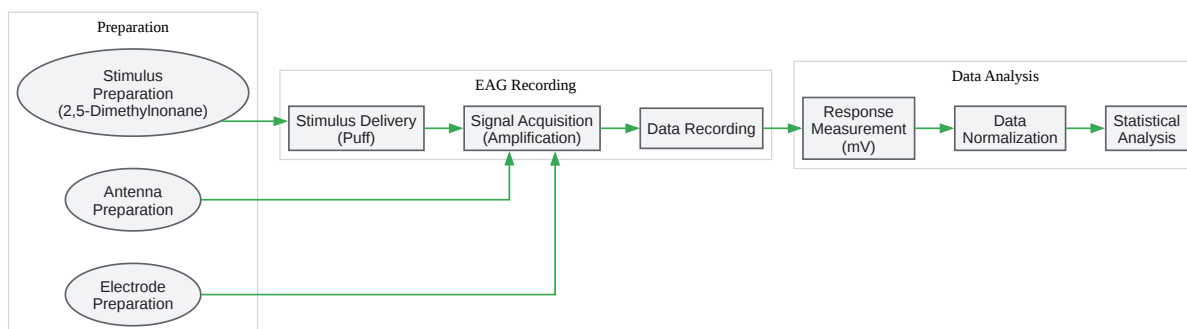 Preparation
Stimulus
Preparation
(2,5-Dimethylnonane)
Antenna
Preparation
Electrode
Preparation
EAG Recording
Stimulus Delivery
(Puff)
Signal Acquisition
(Amplification)
Data Recording
Data Analysis
Response
Measurement
(mV)
Data
Normalization
Statistical
Analysis